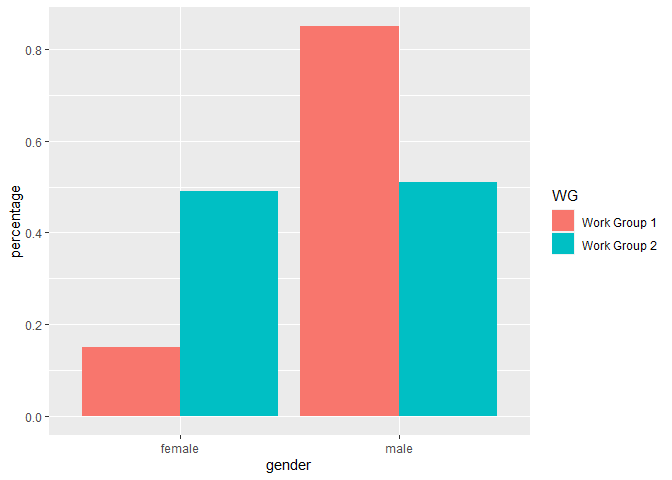 0.8
0.6
0.4
0.2
0.0
percentage
female
male
gender
WG
Work Group 1
Work Group 2